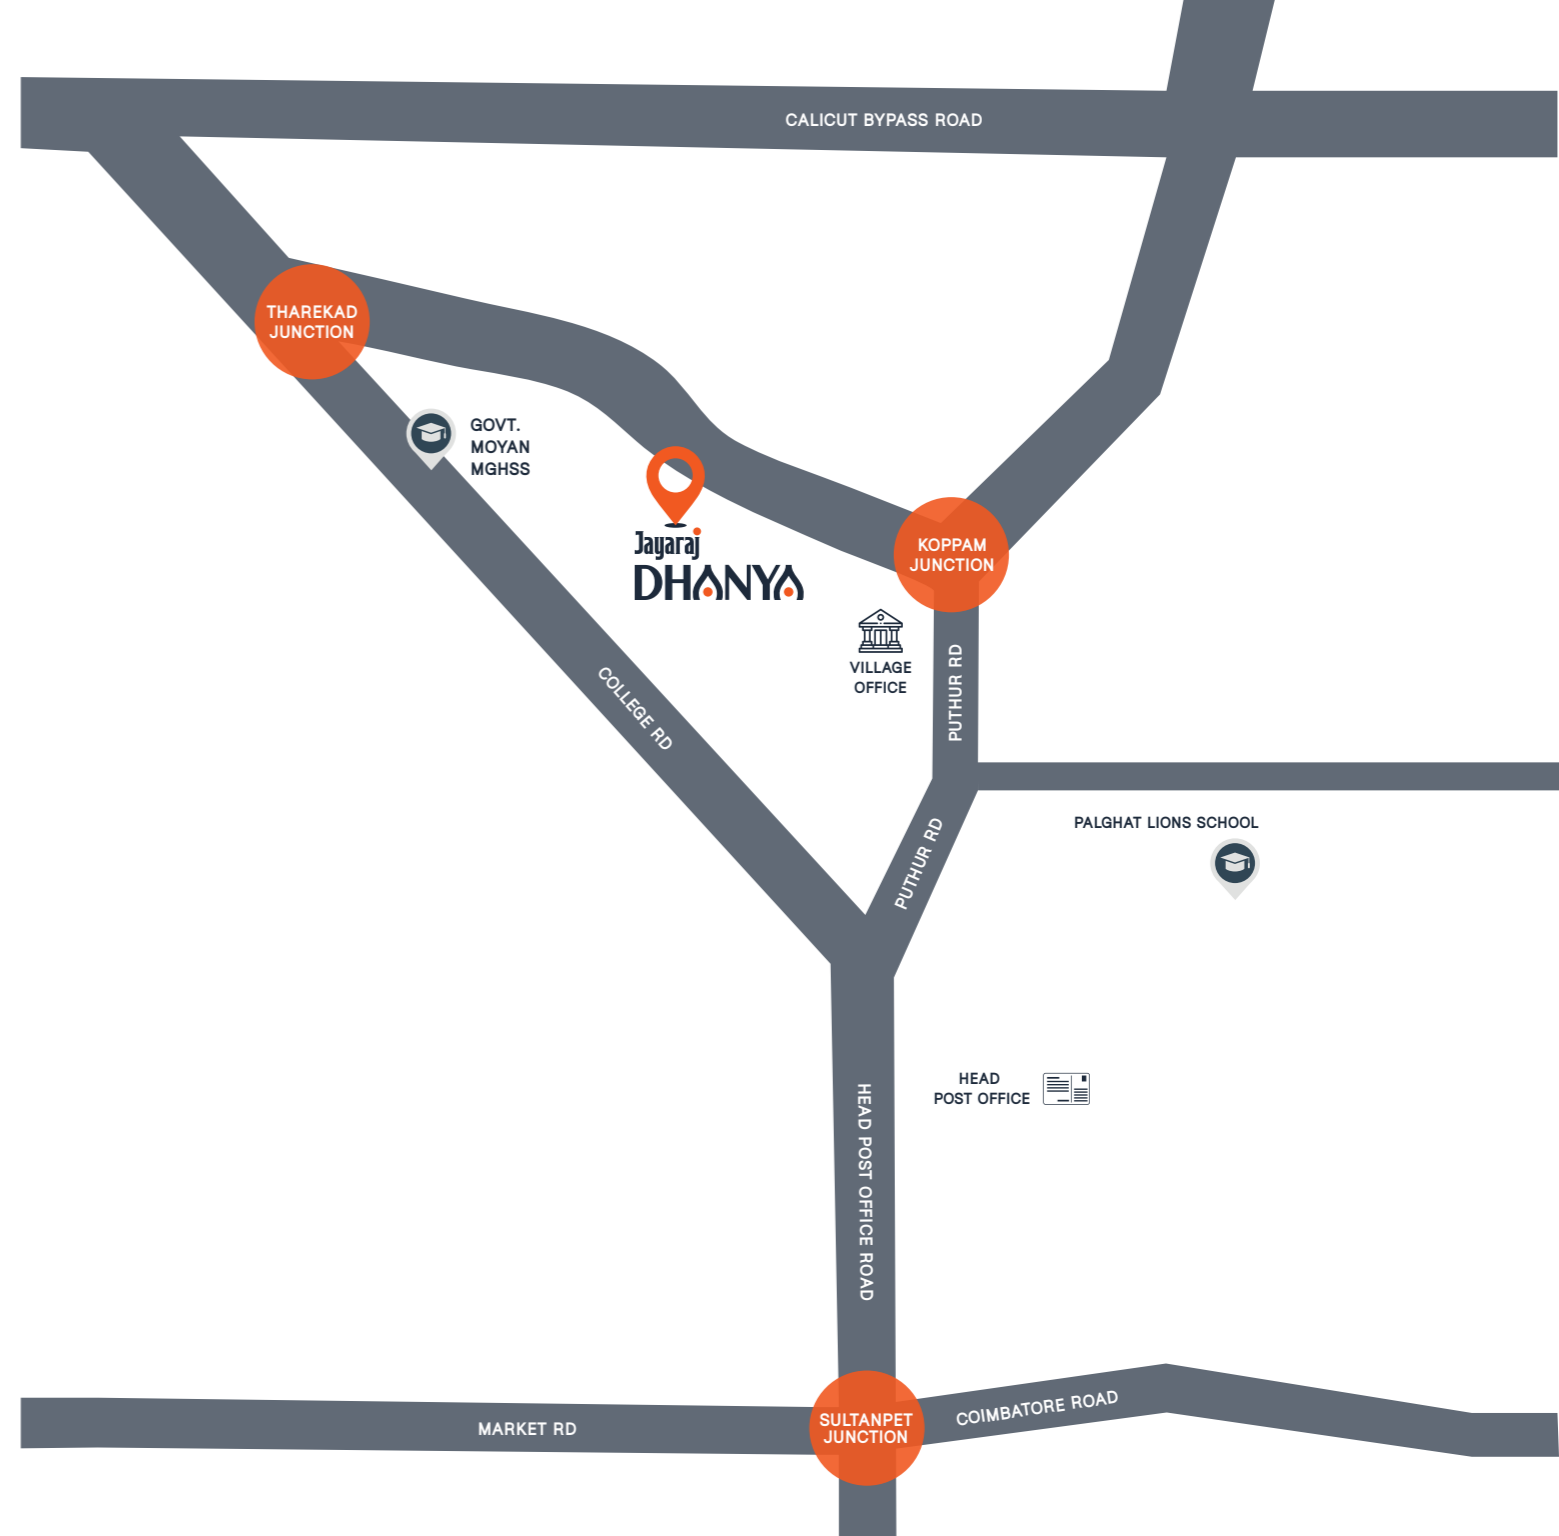 CALICUT BYPASS ROAD
THAREKAD
JUNCTION
GOVT.
MOYAN
MGHSS
Jayaraj
DHANYA
KOPPAM
JUNCTION
VILLAGE
OFFICE
PUTHUR RD
COLLEGE RD
PALGHAT LIONS SCHOOL
PUTHUR RD
HEAD
POST OFFICE
HEAD POST OFFICE ROAD
MARKET RD
SULTANPET
JUNCTION
COIMBATORE ROAD